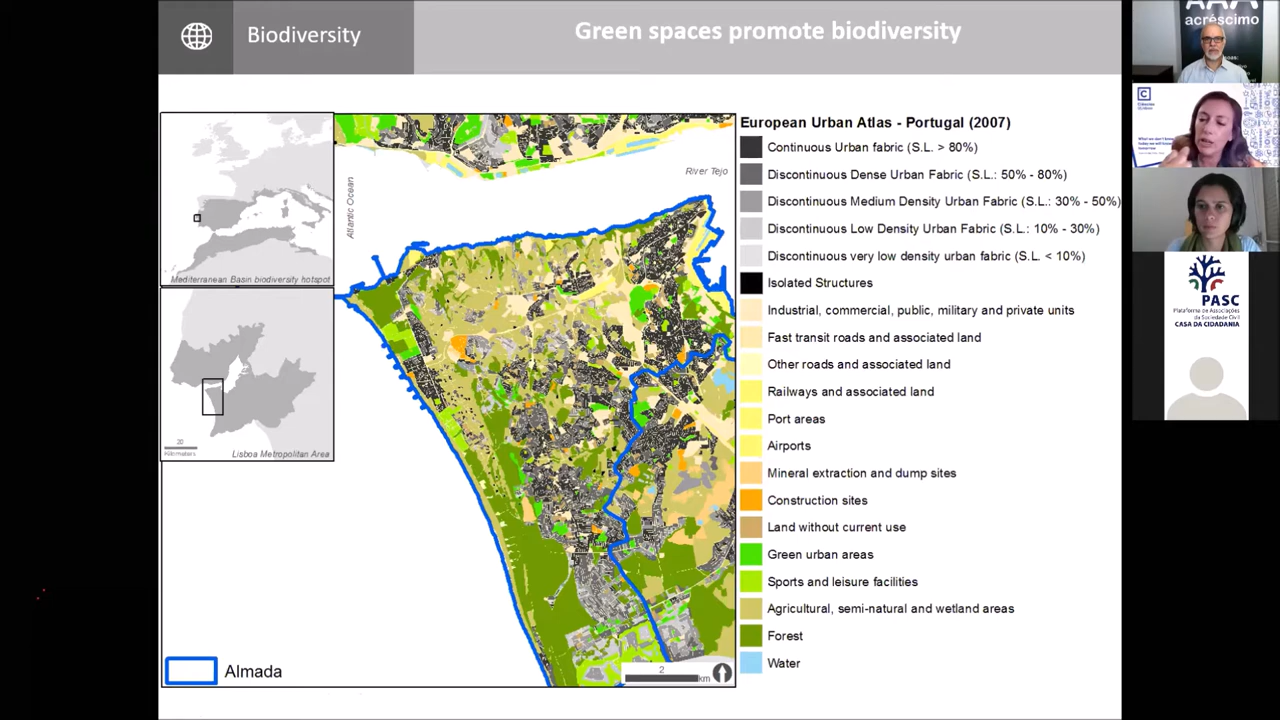 Biodiversity
Green spaces promote biodiversity
Mediterranean Basin biodiversity hotspot
20
Kilometers
Lisboa Metropolitan Area
Atlantic Ocean
River Tejo
2
km
Almada
European Urban Atlas - Portugal (2007)
Continuous Urban fabric (S.L. > 80%)
Discontinuous Dense Urban Fabric (S.L.: 50% - 80%)
Discontinuous Medium Density Urban Fabric (S.L.: 30% - 50%)
Discontinuous Low Density Urban Fabric (S.L.: 10% - 30%)
Discontinuous very low density urban fabric (S.L. < 10%)
Isolated Structures
Industrial, commercial, public, military and private units
Fast transit roads and associated land
Other roads and associated land
Railways and associated land
Port areas
Airports
Mineral extraction and dump sites
Construction sites
Land without current use
Green urban areas
Sports and leisure facilities
Agricultural, semi-natural and wetland areas
Forest
Water
acréscimo
PASC
Plataforma de Associações
da Sociedade Civil
CASA DA CIDADANIA